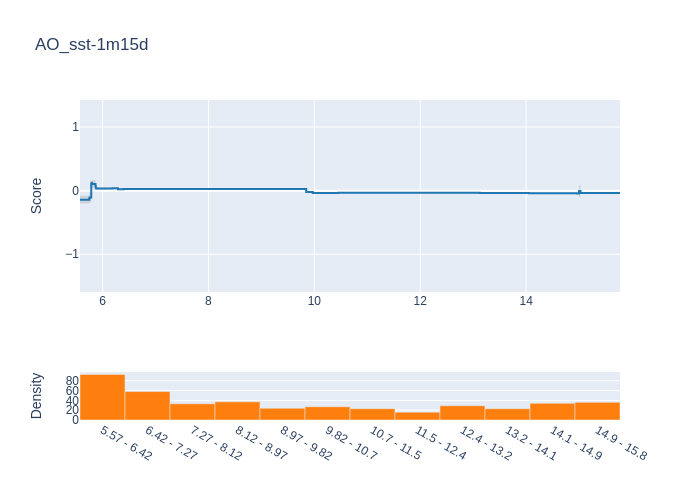 AO_sst-1m15d
Score
1
0
−1
6
8
10
12
14
Density
80
60
40
20
0
5.57 - 6.42
6.42 - 7.27
7.27 - 8.12
8.12 - 8.97
8.97 - 9.82
9.82 - 10.7
10.7 - 11.5
11.5 - 12.4
12.4 - 13.2
13.2 - 14.1
14.1 - 14.9
14.9 - 15.8